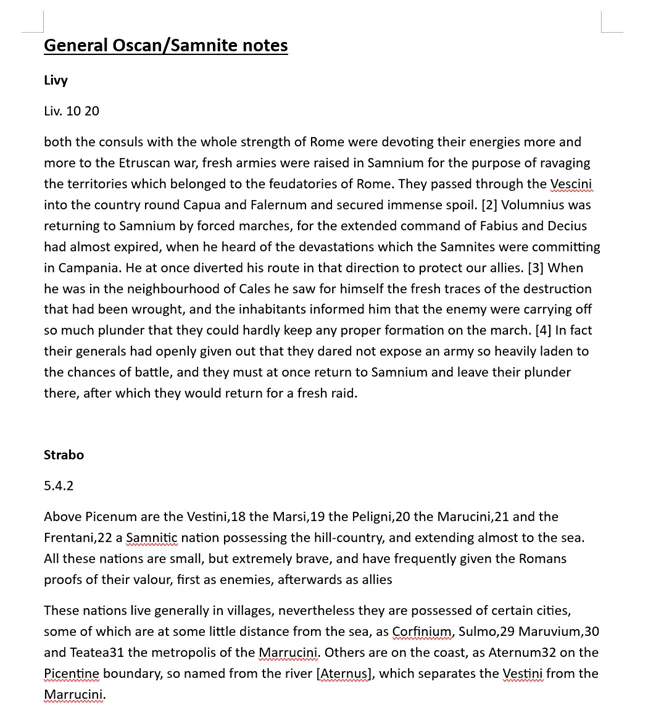 General Oscan/Samnite notes
Livy
Liv. 10 20
both the consuls with the whole strength of Rome were devoting their energies more and
more to the Etruscan war, fresh armies were raised in Samnium for the purpose of ravaging
the territories which belonged to the feudatories of Rome. They passed through the Vescini
into the country round Capua and Falernum and secured immense spoil. [2] Volumnius was
returning to Samnium by forced marches, for the extended command of Fabius and Decius
had almost expired, when he heard of the devastations which the Samnites were committing
in Campania. He at once diverted his route in that direction to protect our allies. [3] When
he was in the neighbourhood of Cales he saw for himself the fresh traces of the destruction
that had been wrought, and the inhabitants informed him that the enemy were carrying off
so much plunder that they could hardly keep any proper formation on the march. [4] In fact
their generals had openly given out that they dared not expose an army so heavily laden to
the chances of battle, and they must at once return to Samnium and leave their plunder
there, after which they would return for a fresh raid.
Strabo
5.4.2
Above Picenum are the Vestini,18 the Marsi,19 the Peligni,20 the Marucini,21 and the
Frentani,22 a Samnitic nation possessing the hill-country, and extending almost to the sea.
All these nations are small, but extremely brave, and have frequently given the Romans
proofs of their valour, first as enemies, afterwards as allies
These nations live generally in villages, nevertheless they are possessed of certain cities,
some of which are at some little distance from the sea, as Corfinium, Sulmo,29 Maruvium,30
and Teatea31 the metropolis of the Marrucini. Others are on the coast, as Aternum32 on the
Picentine boundary, so named from the river [Aternus], which separates the Vestini from the
Marrucini.